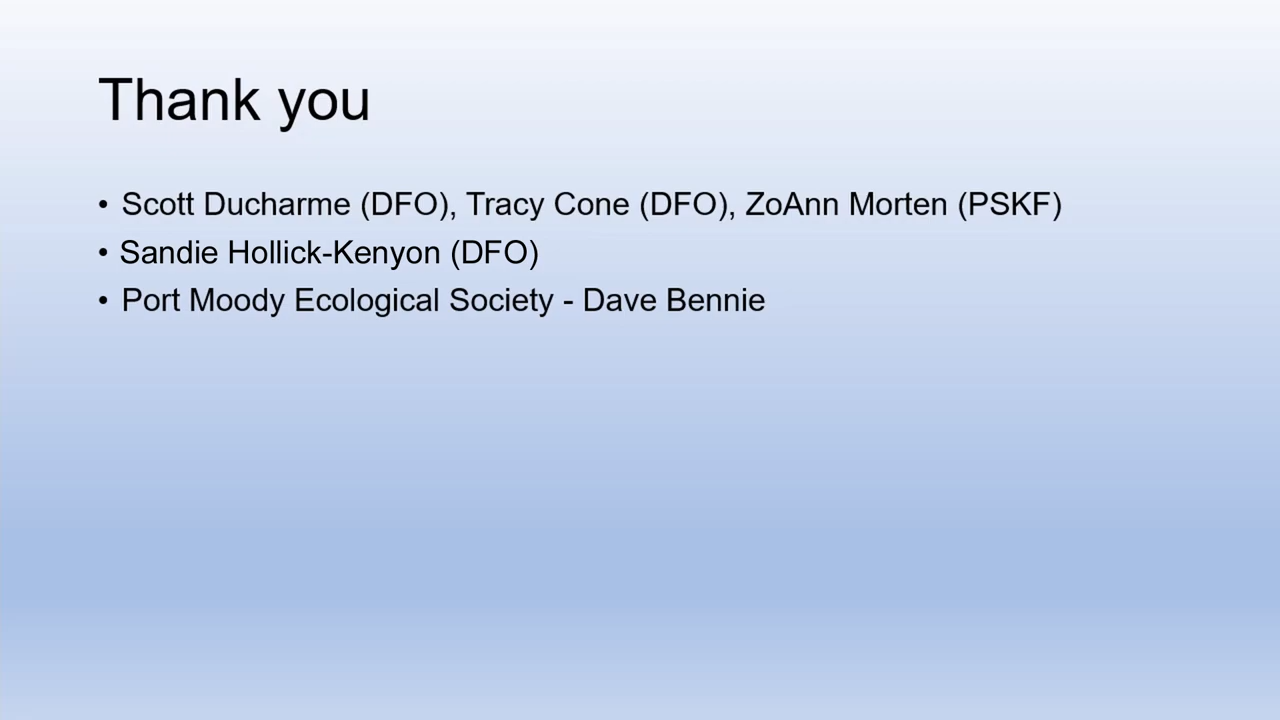 Thank you
• Scott Ducharme (DFO), Tracy Cone (DFO), ZoAnn Morten (PSKF)
• Sandie Hollick-Kenyon (DFO)
• Port Moody Ecological Society - Dave Bennie